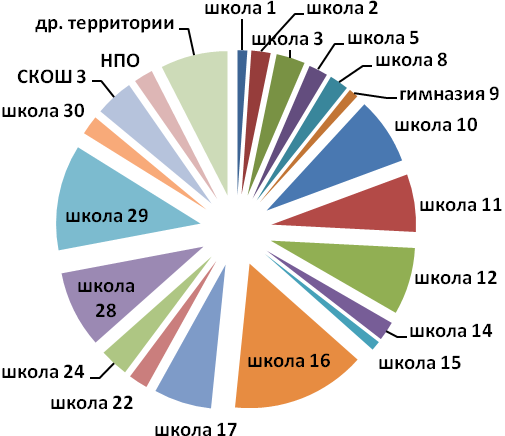 школа 1
школа 2
школа 3
школа 5
школа 8
гимназия 9
школа 10
школа 11
школа 12
школа 14
школа 15
школа 16
школа 17
школа 22
школа 24
школа
28
школа 29
школа 30
СКОШ 3
НПО
др. территории